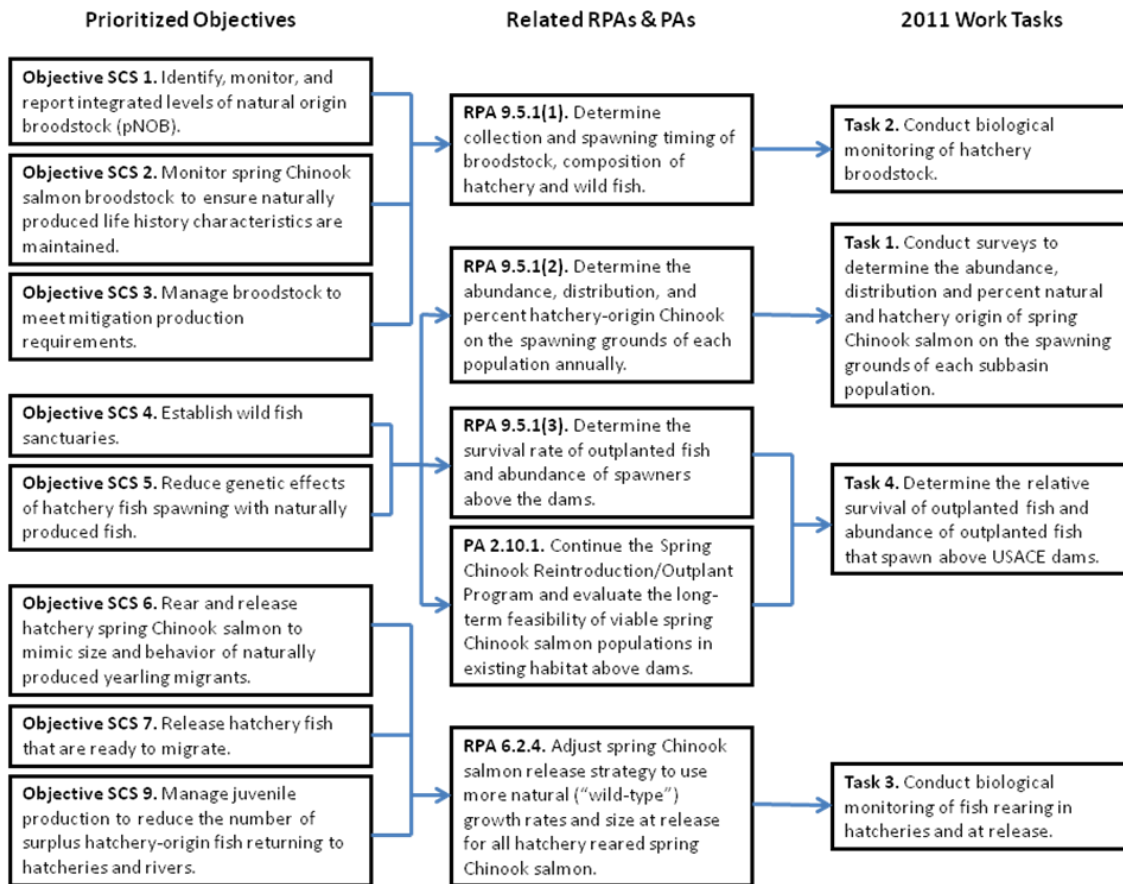 Prioritized Objectives
Objective SCS 1. Identify, monitor, and
report integrated levels of natural origin
broodstock (pNOB).
Objective SCS 2. Monitor spring Chinook
salmon broodstock to ensure naturally
produced life history characteristics are
maintained.
Objective SCS 3. Manage broodstock to
meet mitigation production
requirements.
Objective SCS 4. Establish wild fish
sanctuaries.
Objective SCS 5. Reduce genetic effects
of hatchery fish spawning with naturally
produced fish.
Objective SCS 6. Rear and release
hatchery spring Chinook salmon to
mimic size and behavior of naturally
produced yearling migrants.
Objective SCS 7. Release hatchery fish
that are ready to migrate.
Objective SCS 9. Manage juvenile
production to reduce the number of
surplus hatchery-origin fish returning to
hatcheries and rivers.
Related RPAs & PAs
RPA 9.5.1(1). Determine
collection and spawning timing of
broodstock, composition of
hatchery and wild fish.
RPA 9.5.1(2). Determine the
abundance, distribution, and
percent hatchery-origin Chinook
on the spawning grounds of each
population annually.
RPA 9.5.1(3). Determine the
survival rate of outplanted fish
and abundance of spawners
above the dams.
PA 2.10.1. Continue the Spring
Chinook Reintroduction/Outplant
Program and evaluate the long-
term feasibility of viable spring
Chinook salmon populations in
existing habitat above dams.
RPA 6.2.4. Adjust spring Chinook
salmon release strategy to use
more natural (“wild-type”)
growth rates and size at release
for all hatchery reared spring
Chinook salmon.
2011 Work Tasks
Task 2. Conduct biological
monitoring of hatchery
broodstock.
Task 1. Conduct surveys to
determine the abundance,
distribution and percent natural
and hatchery origin of spring
Chinook salmon on the spawning
grounds of each subbasin
population.
Task 4. Determine the relative
survival of outplanted fish and
abundance of outplanted fish
that spawn above USACE dams.
Task 3. Conduct biological
monitoring of fish rearing in
hatcheries and at release.